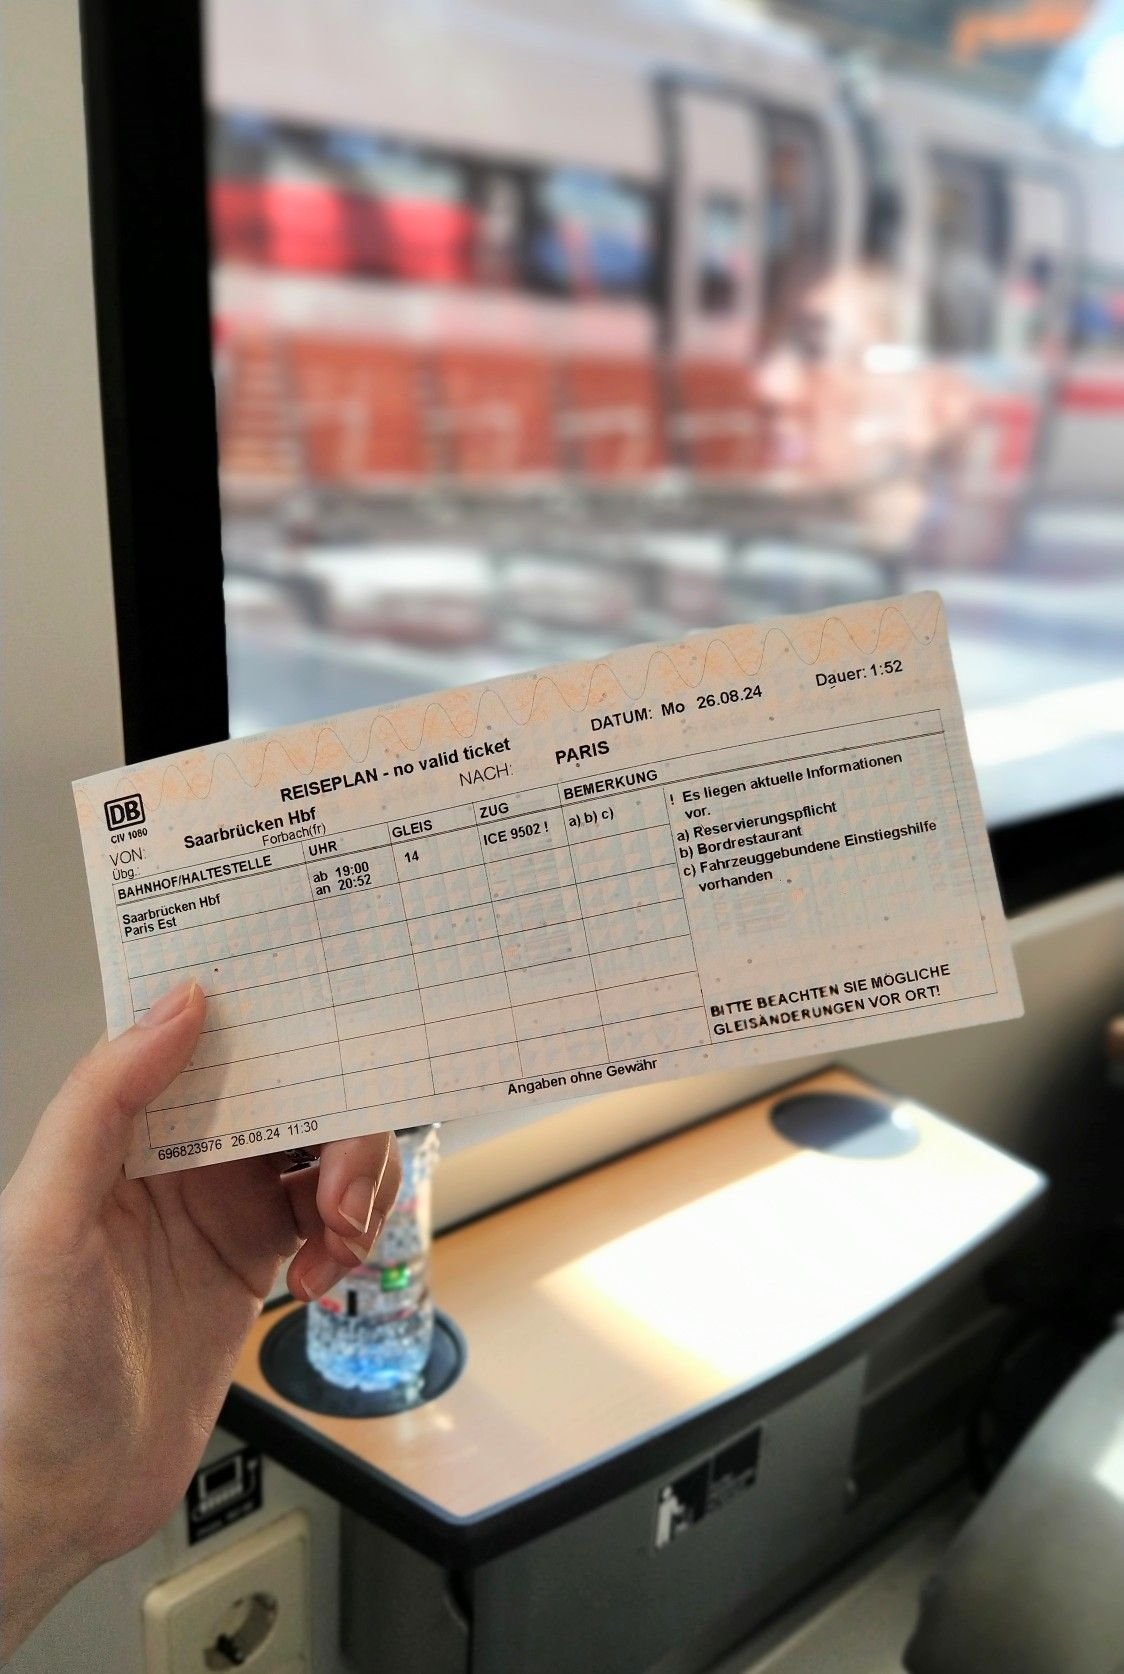 DATUM: Mo 26.08.24 Dauer: 1:52
REISEPLAN - no valid ticket
NACH: PARIS
DB
CIV 1080
VON: Saarbrücken Hbf
Übg.: Forbach(fr)
BAHNHOF/HALTESTELLE UHR GLEIS ZUG BEMERKUNG
Saarbrücken Hbf ab 19:00 14 ICE 9502 ! a) b) c)
Paris Est an 20:52
! Es liegen aktuelle Informationen
vor.
a) Reservierungspflicht
b) Bordrestaurant
c) Fahrzeuggebundene Einstiegshilfe
vorhanden
BITTE BEACHTEN SIE MÖGLICHE
GLEISÄNDERUNGEN VOR ORT!
Angaben ohne Gewähr
696823976 26.08.24 11:30